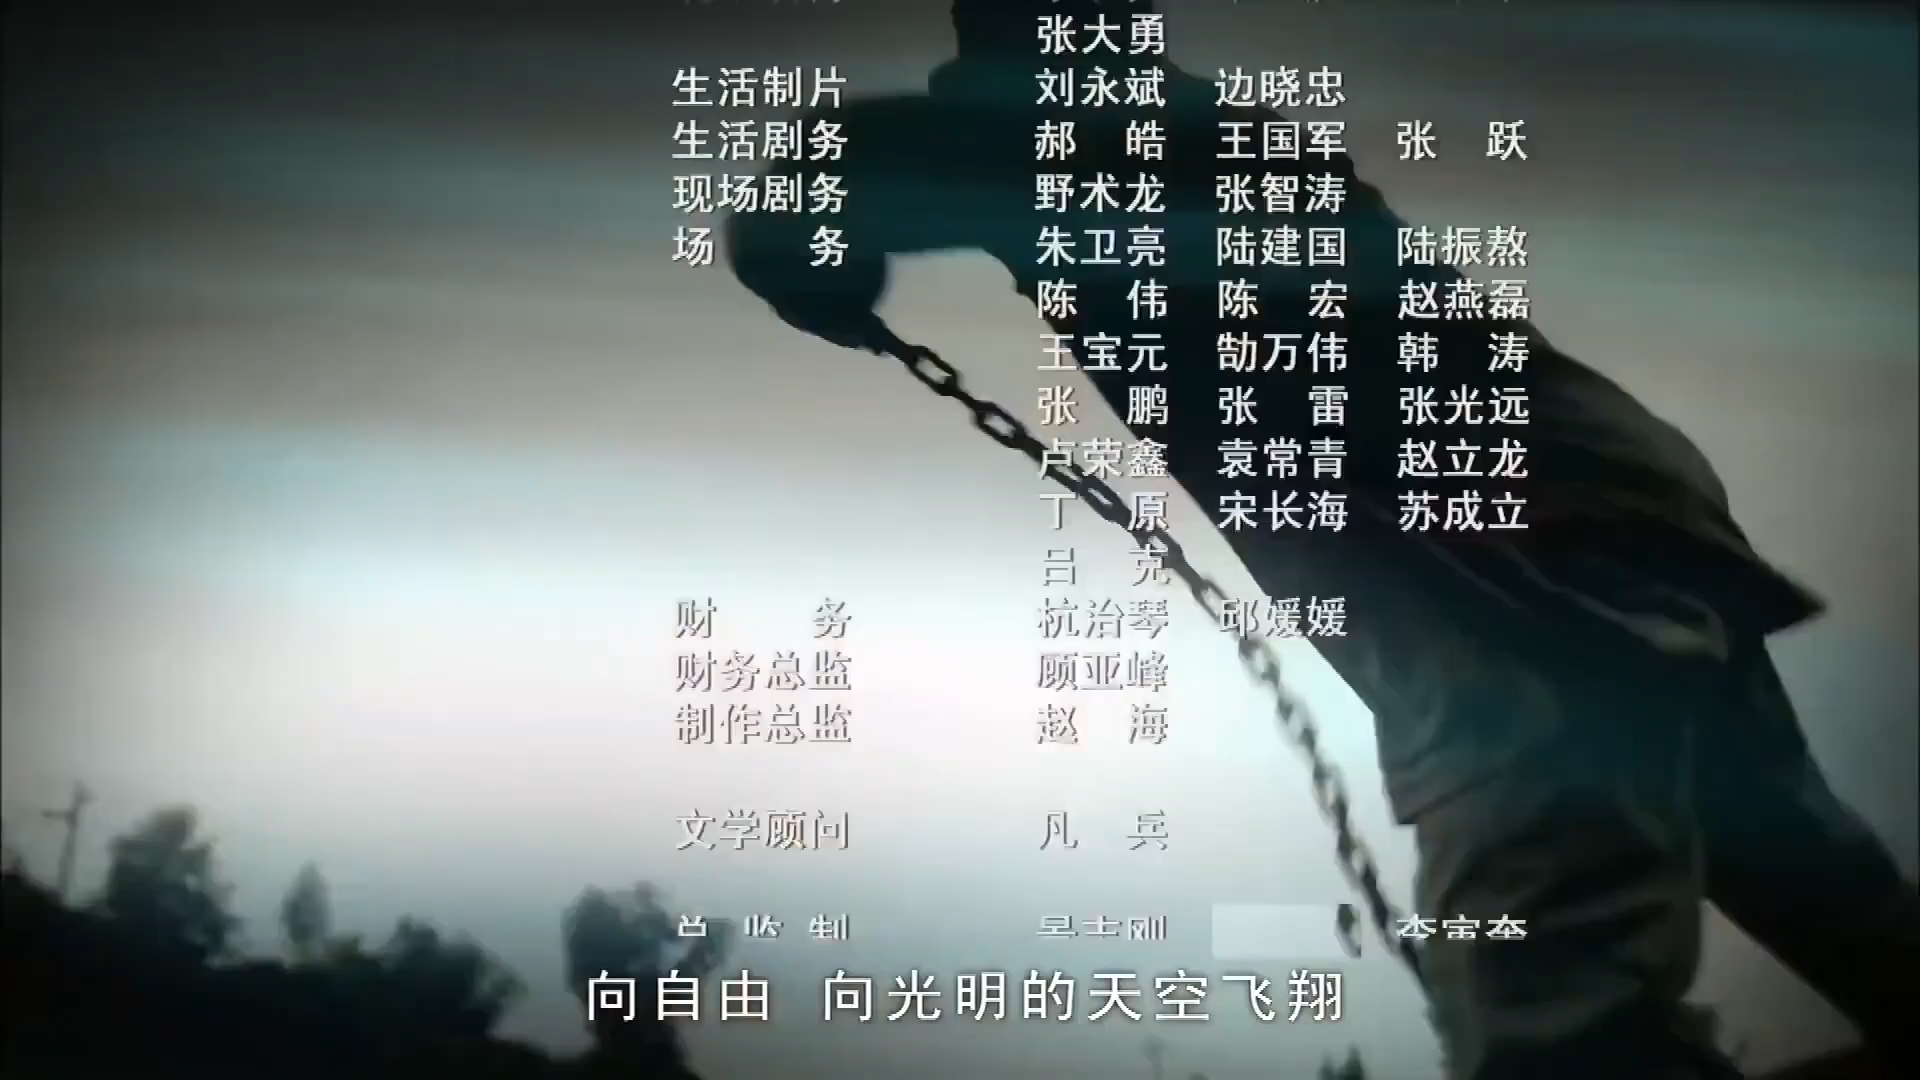 张大勇
生活制片 刘永斌 边晓忠
生活剧务 郝 皓 王国军 张 跃
现场剧务 野术龙 张智涛
场 务 朱卫亮 陆建国 陆振熬
陈 伟 陈 宏 赵燕磊
王宝元 勆万伟 韩 涛
张 鹏 张 雷 张光远
卢荣鑫 袁常青 赵立龙
丁 原 宋长海 苏成立
吕 克
财 务 杭治琴 邱媛媛
财务总监 顾亚峰
制作总监 赵 海
文学顾问 凡 兵
总 监 制
向自由 向光明的天空飞翔